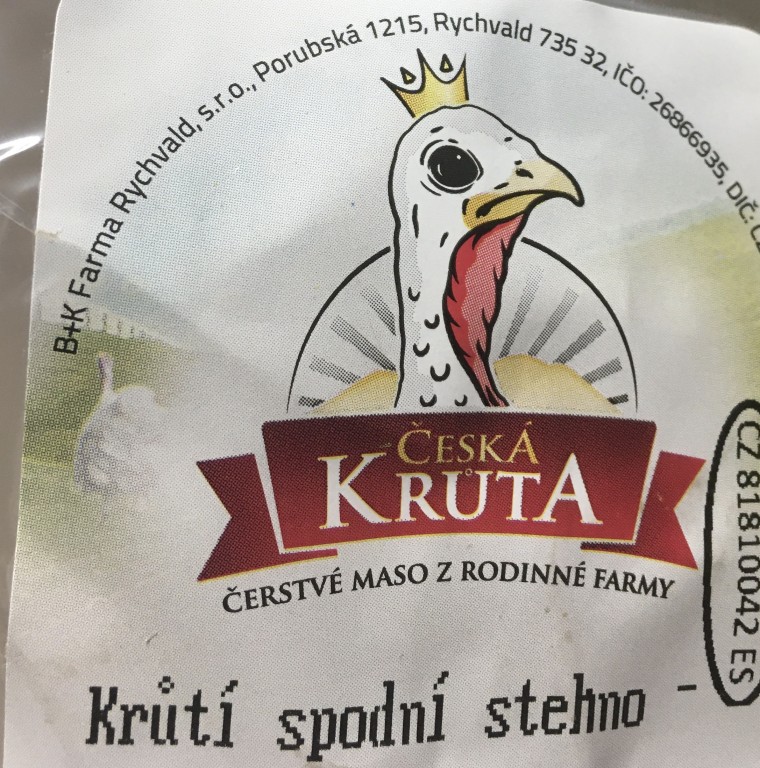 B+K Farma Rychvald, s.r.o., Porubská 1215, Rychvald 735 32, IČO: 26866935, DIČ:
ČESKÁ
KRŮTA
ČERSTVÉ MASO Z RODINNÉ FARMY
CZ 81810042 ES
Krůtí spodní stehno -